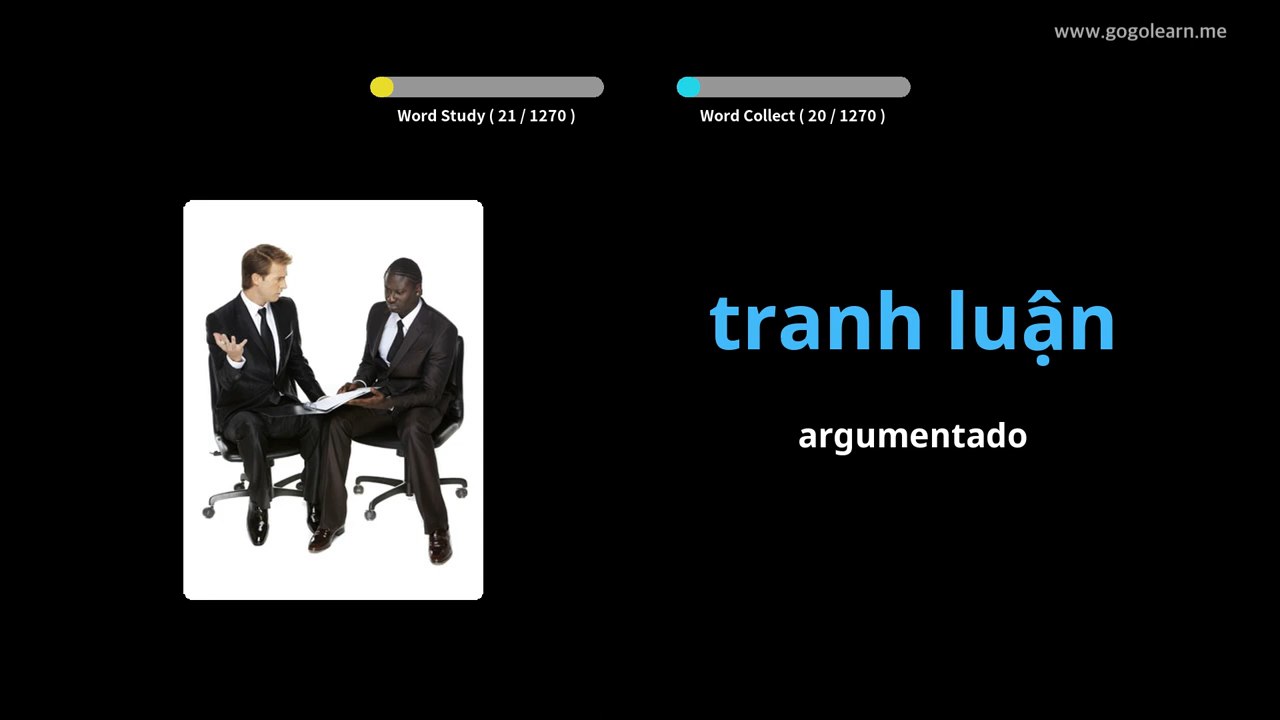 www.gogolearn.me
Word Study ( 21 / 1270 )
Word Collect ( 20 / 1270 )
tranh luận
argumentado